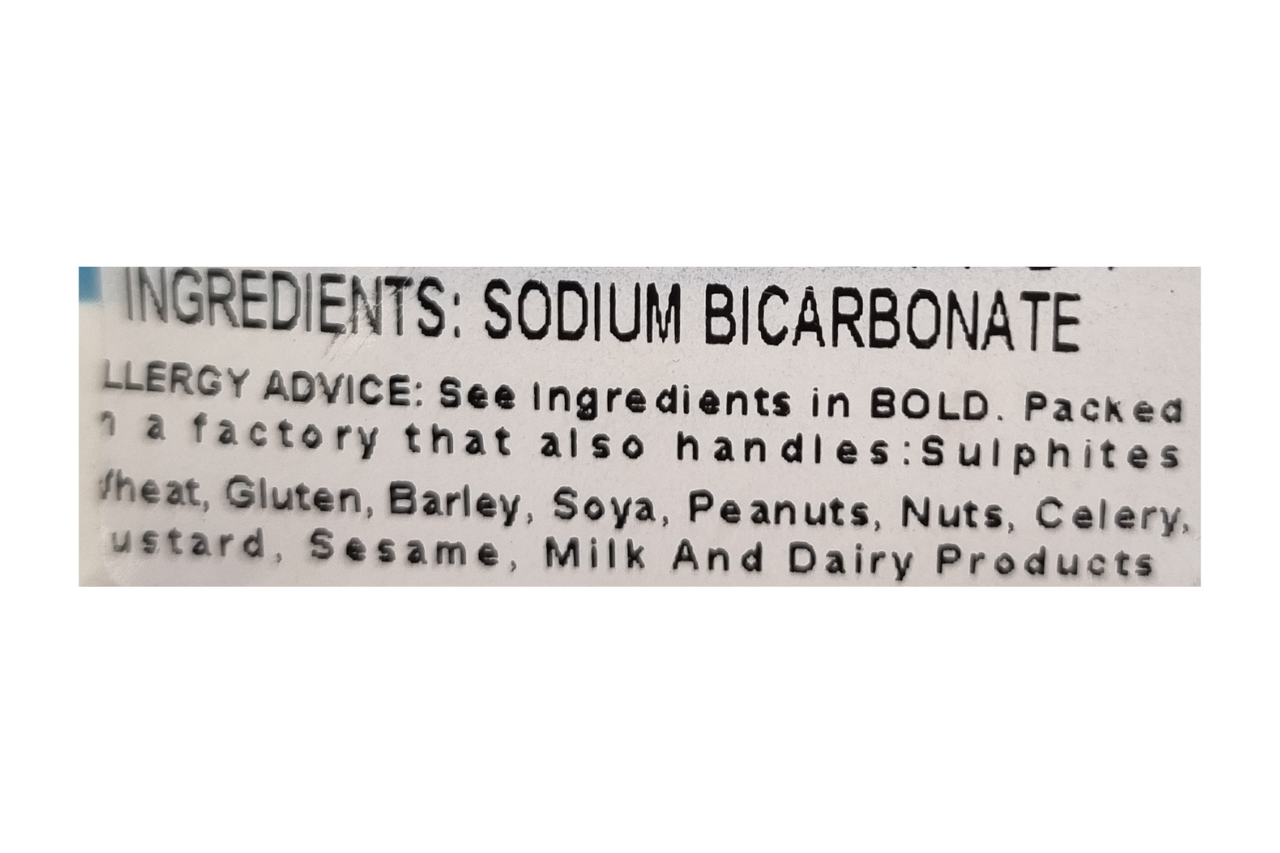 INGREDIENTS: SODIUM BICARBONATE
LLERGY ADVICE: See Ingredients in BOLD. Packed
n a factory that also handles:Sulphites
Wheat, Gluten, Barley, Soya, Peanuts, Nuts, Celery,
ustard, Sesame, Milk And Dairy Products